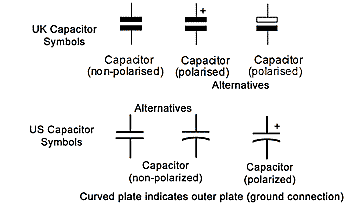 +
UK Capacitor
Symbols
Capacitor
(non-polarised)
Capacitor
(polarised)
Capacitor
(polarised)
Alternatives
Alternatives
+
US Capacitor
Symbols
Capacitor
(non-polarized)
Capacitor
(polarized)
Curved plate indicates outer plate (ground connection)